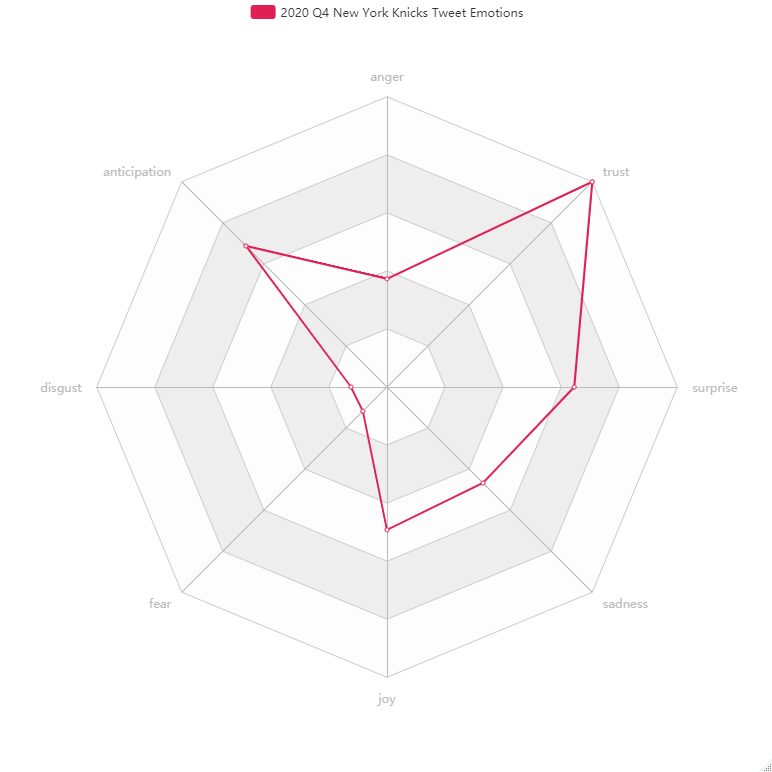 2020 Q4 New York Knicks Tweet Emotions
anger
anticipation
trust
disgust
surprise
fear
sadness
joy